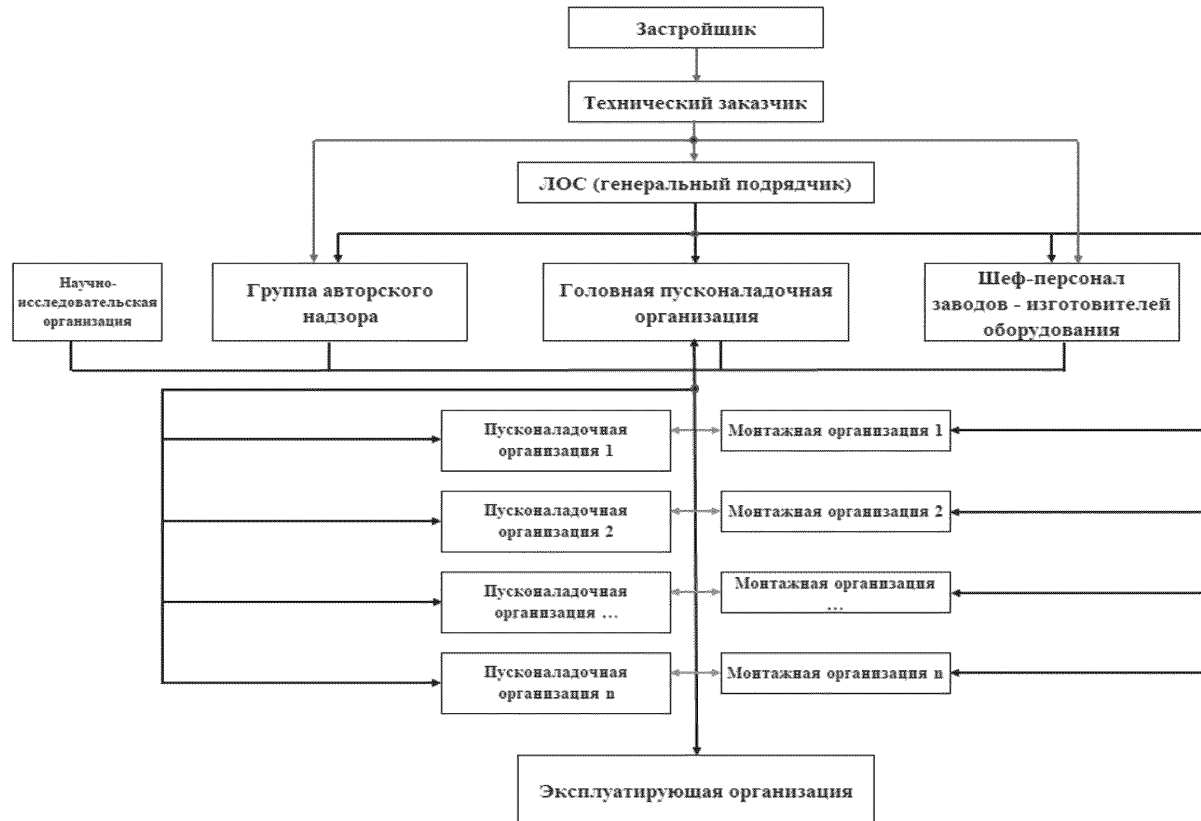 Застройщик
Технический заказчик
ЛОС (генеральный подрядчик)
Научно-
исследовательская
организация
Группа авторского
надзора
Головная пусконаладочная
организация
Шеф-персонал
заводов - изготовителей
оборудования
Пусконаладочная
организация 1
Монтажная организация 1
Пусконаладочная
организация 2
Монтажная организация 2
Пусконаладочная
организация ...
Монтажная организация
...
Пусконаладочная
организация n
Монтажная организация n
Эксплуатирующая организация